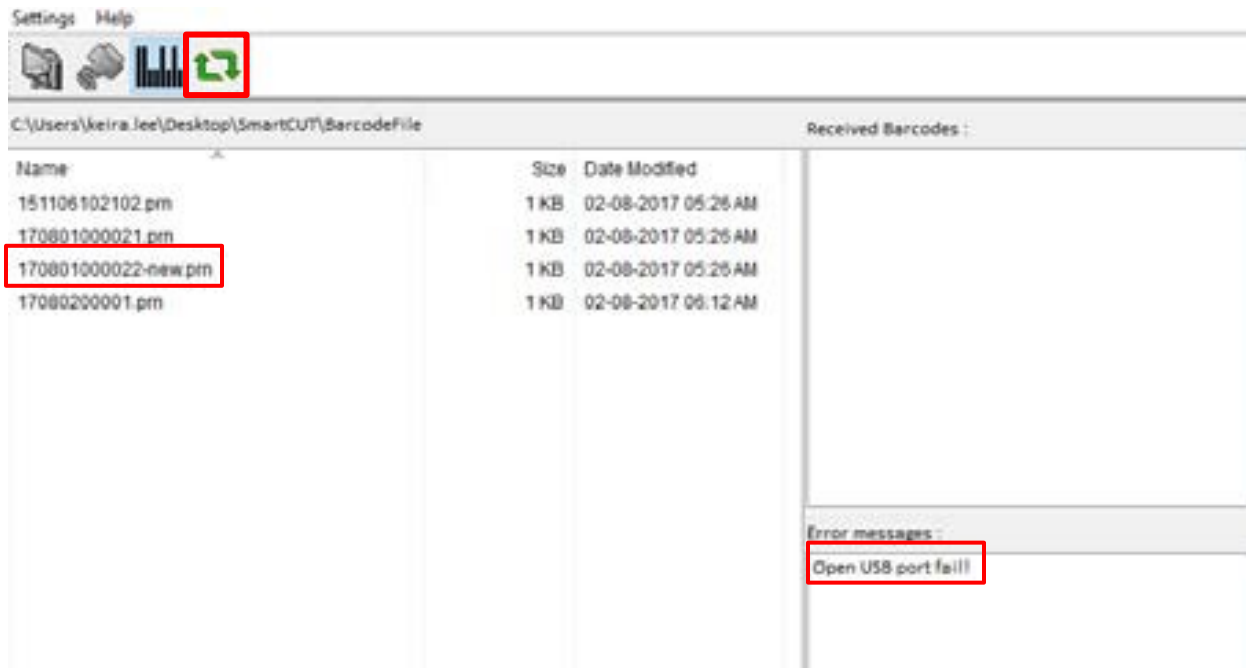 Settings Help
C:\Users\keira.lee\Desktop\SmartCUT\BarcodeFile
Received Barcodes :
Name Size Date Modified
151106102102.prn 1 KB 02-08-2017 05:26 AM
170801000021.prn 1 KB 02-08-2017 05:26 AM
170801000022-new.prn 1 KB 02-08-2017 05:26 AM
17080200001.prn 1 KB 02-08-2017 06:12 AM
Error messages :
Open USB port fail!!